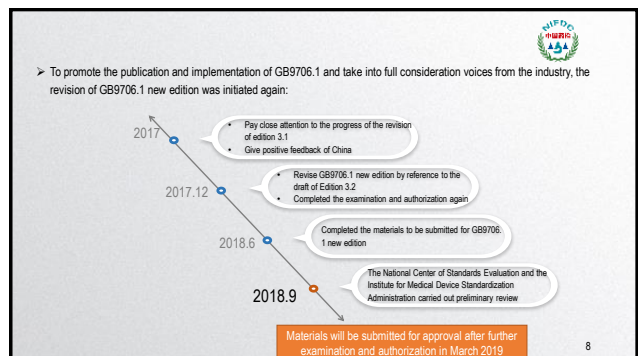 NIFDC
中国药检
➢ To promote the publication and implementation of GB9706.1 and take into full consideration voices from the industry, the
revision of GB9706.1 new edition was initiated again:
2017
• Pay close attention to the progress of the revision
of edition 3.1
• Give positive feedback of China
2017.12
• Revise GB9706.1 new edition by reference to the
draft of Edition 3.2
• Completed the examination and authorization again
2018.6
Completed the materials to be submitted for GB9706.
1 new edition
2018.9
The National Center of Standards Evaluation and the
Institute for Medical Device Standardization
Administration carried out preliminary review
Materials will be submitted for approval after further
examination and authorization in March 2019
8